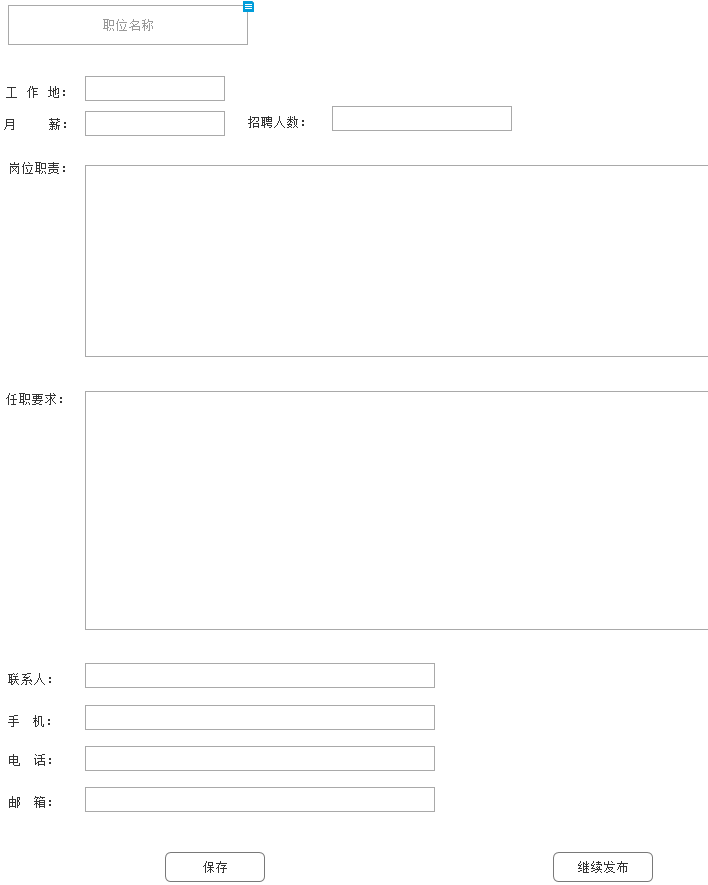 职位名称
工 作 地：
月 薪：
招聘人数：
岗位职责：
任职要求：
联系人：
手 机：
电 话：
邮 箱：
保存
继续发布